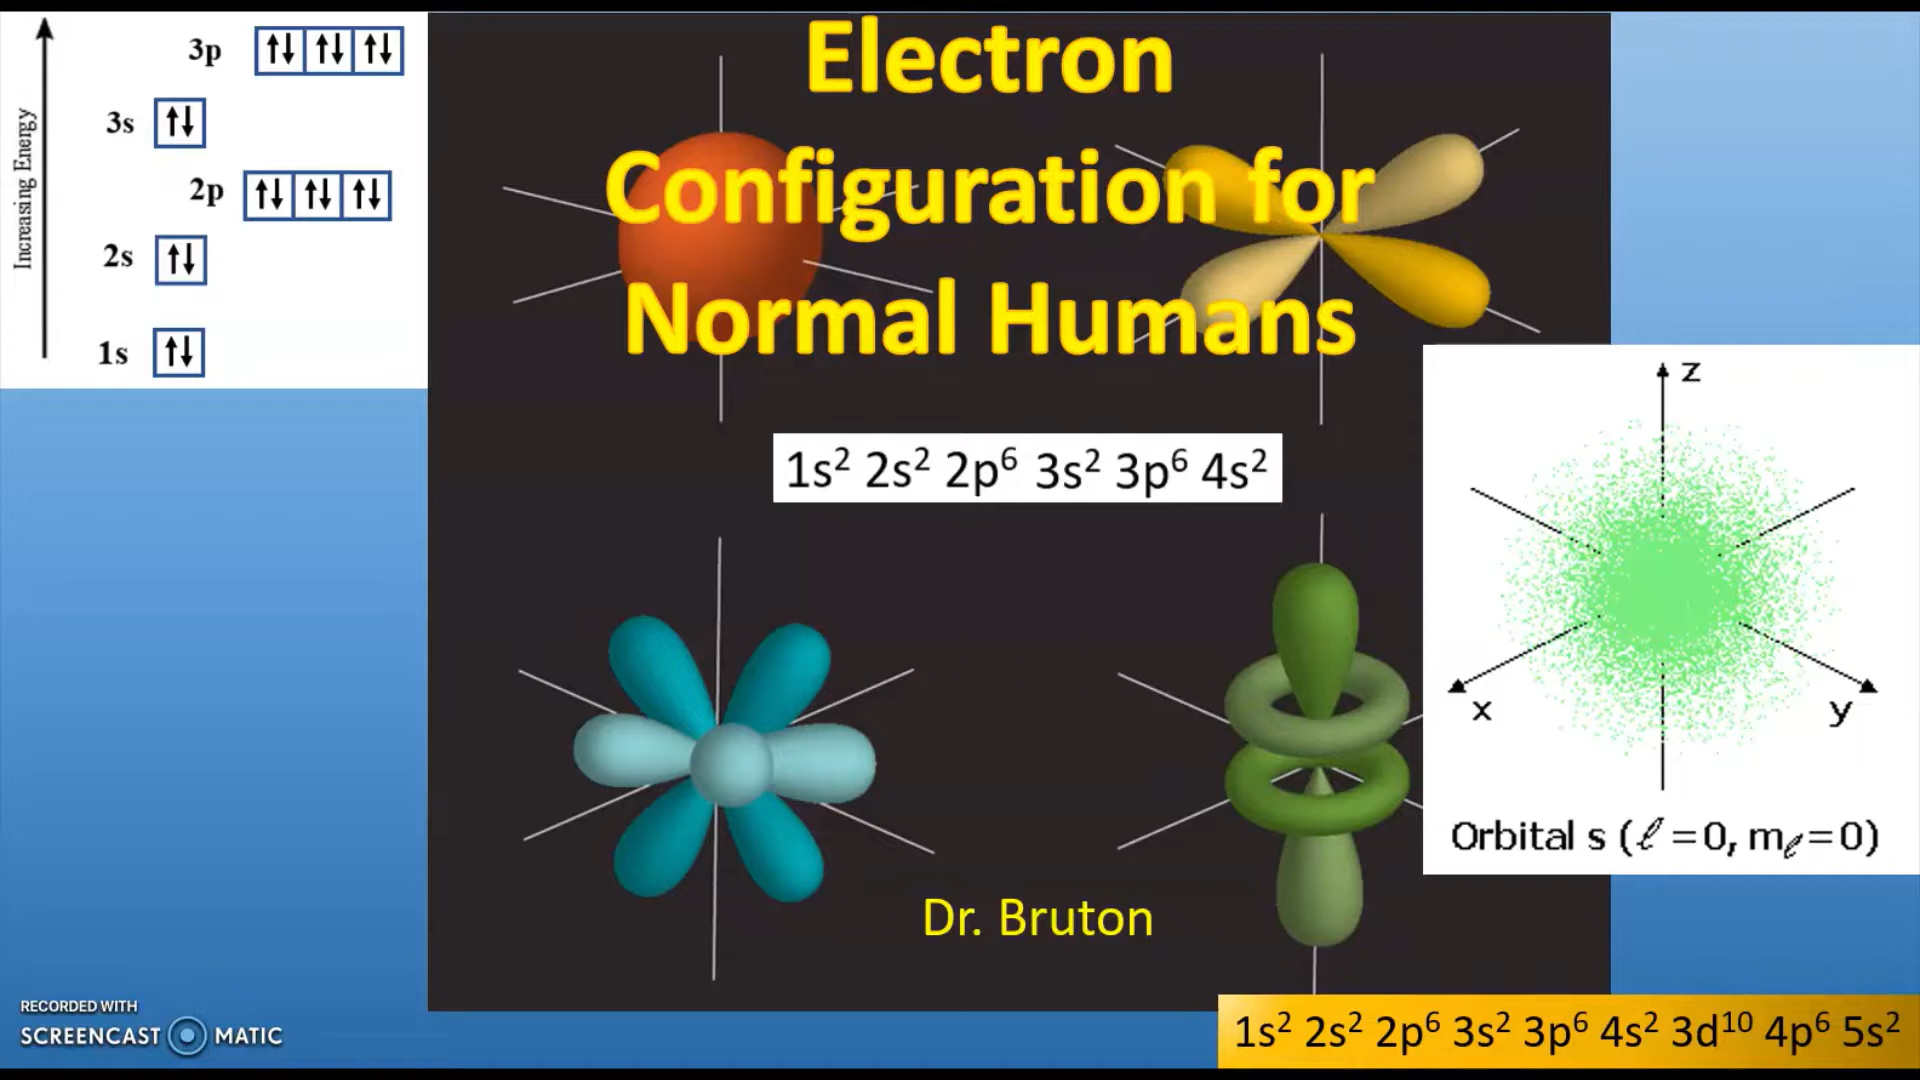 Electron
Configuration for
Normal Humans
Increasing Energy
3p ↑↓ ↑↓ ↑↓
3s ↑↓
2p ↑↓ ↑↓ ↑↓
2s ↑↓
1s ↑↓
1s² 2s² 2p⁶ 3s² 3p⁶ 4s²
z
x
y
Orbital s (ℓ =0, mℓ=0)
Dr. Bruton
RECORDED WITH
SCREENCAST MATIC
1s² 2s² 2p⁶ 3s² 3p⁶ 4s² 3d¹⁰ 4p⁶ 5s²